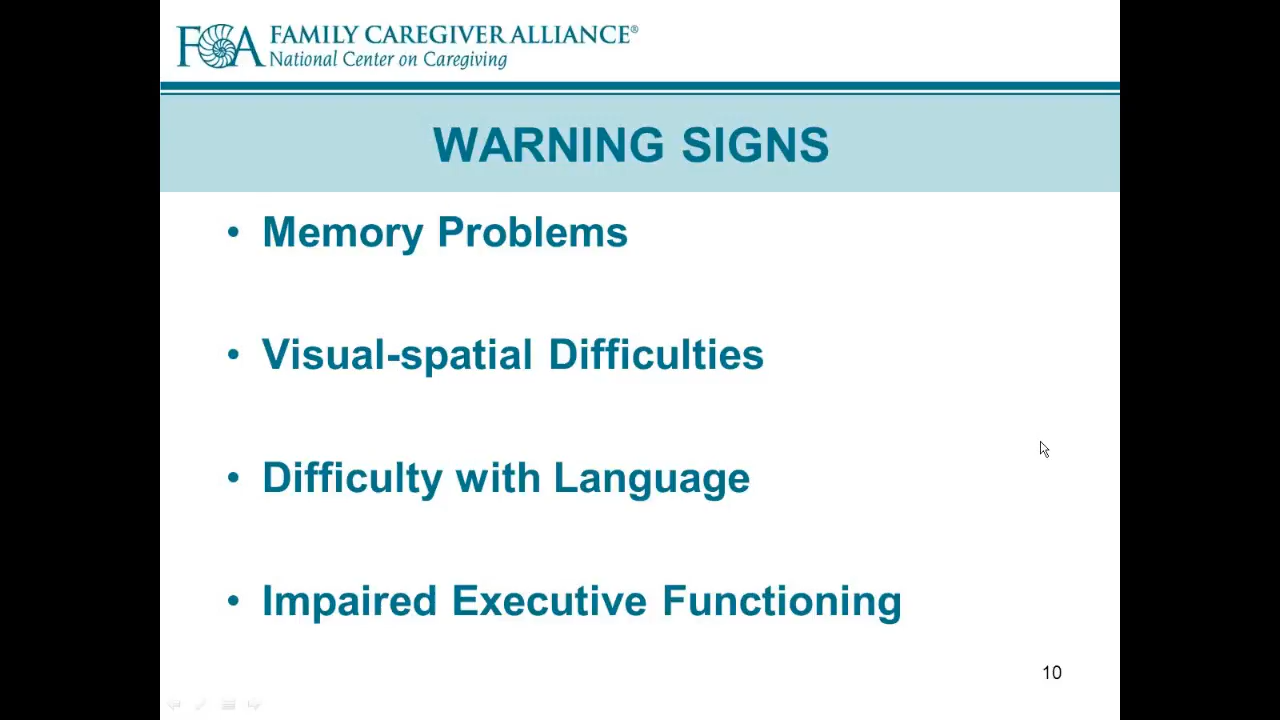 FCA FAMILY CAREGIVER ALLIANCE®
National Center on Caregiving
WARNING SIGNS
• Memory Problems
• Visual-spatial Difficulties
• Difficulty with Language
• Impaired Executive Functioning
10